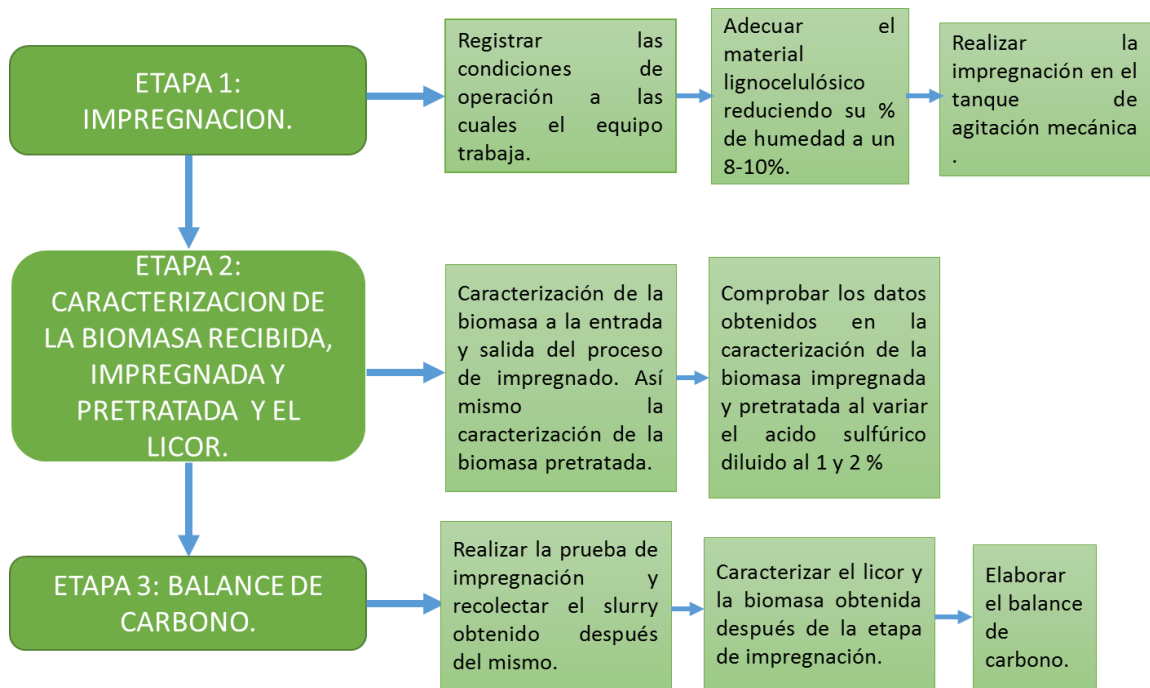 ETAPA 1:
IMPREGNACION.
Registrar las
condiciones de
operación a las
cuales el equipo
trabaja.
Adecuar el
material
lignocelulósico
reduciendo su %
de humedad a un
8-10%.
Realizar la
impregnación en el
tanque de
agitación mecánica
.
ETAPA 2:
CARACTERIZACION DE
LA BIOMASA RECIBIDA,
IMPREGNADA Y
PRETRATADA Y EL
LICOR.
Caracterización de la
biomasa a la entrada
y salida del proceso
de impregnado. Así
mismo la
caracterización de la
biomasa pretratada.
Comprobar los datos
obtenidos en la
caracterización de la
biomasa impregnada
y pretratada al variar
el acido sulfúrico
diluido al 1 y 2 %
ETAPA 3: BALANCE DE
CARBONO.
Realizar la prueba de
impregnación y
recolectar el slurry
obtenido después
del mismo.
Caracterizar el licor y
la biomasa obtenida
después de la etapa
de impregnación.
Elaborar
el balance
de
carbono.